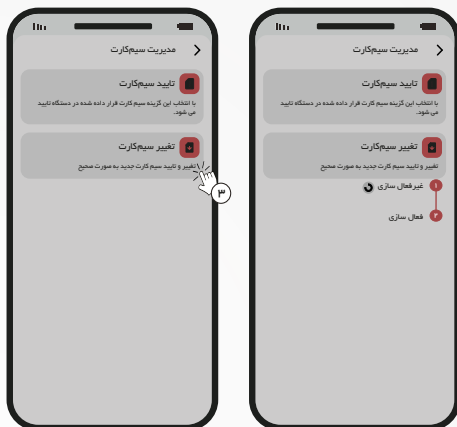 مدیریت سیم‌کارت
تایید سیم‌کارت
با انتخاب این گزینه سیم کارت قرار داده شده در دستگاه تایید
می شود.
تغییر سیم‌کارت
تغییر و تایید سیم کارت جدید به صورت صحیح
۳
مدیریت سیم‌کارت
تایید سیم‌کارت
با انتخاب این گزینه سیم کارت قرار داده شده در دستگاه تایید
می شود.
تغییر سیم‌کارت
تغییر و تایید سیم کارت جدید به صورت صحیح
۱ غیرفعال سازی
۲ فعال سازی